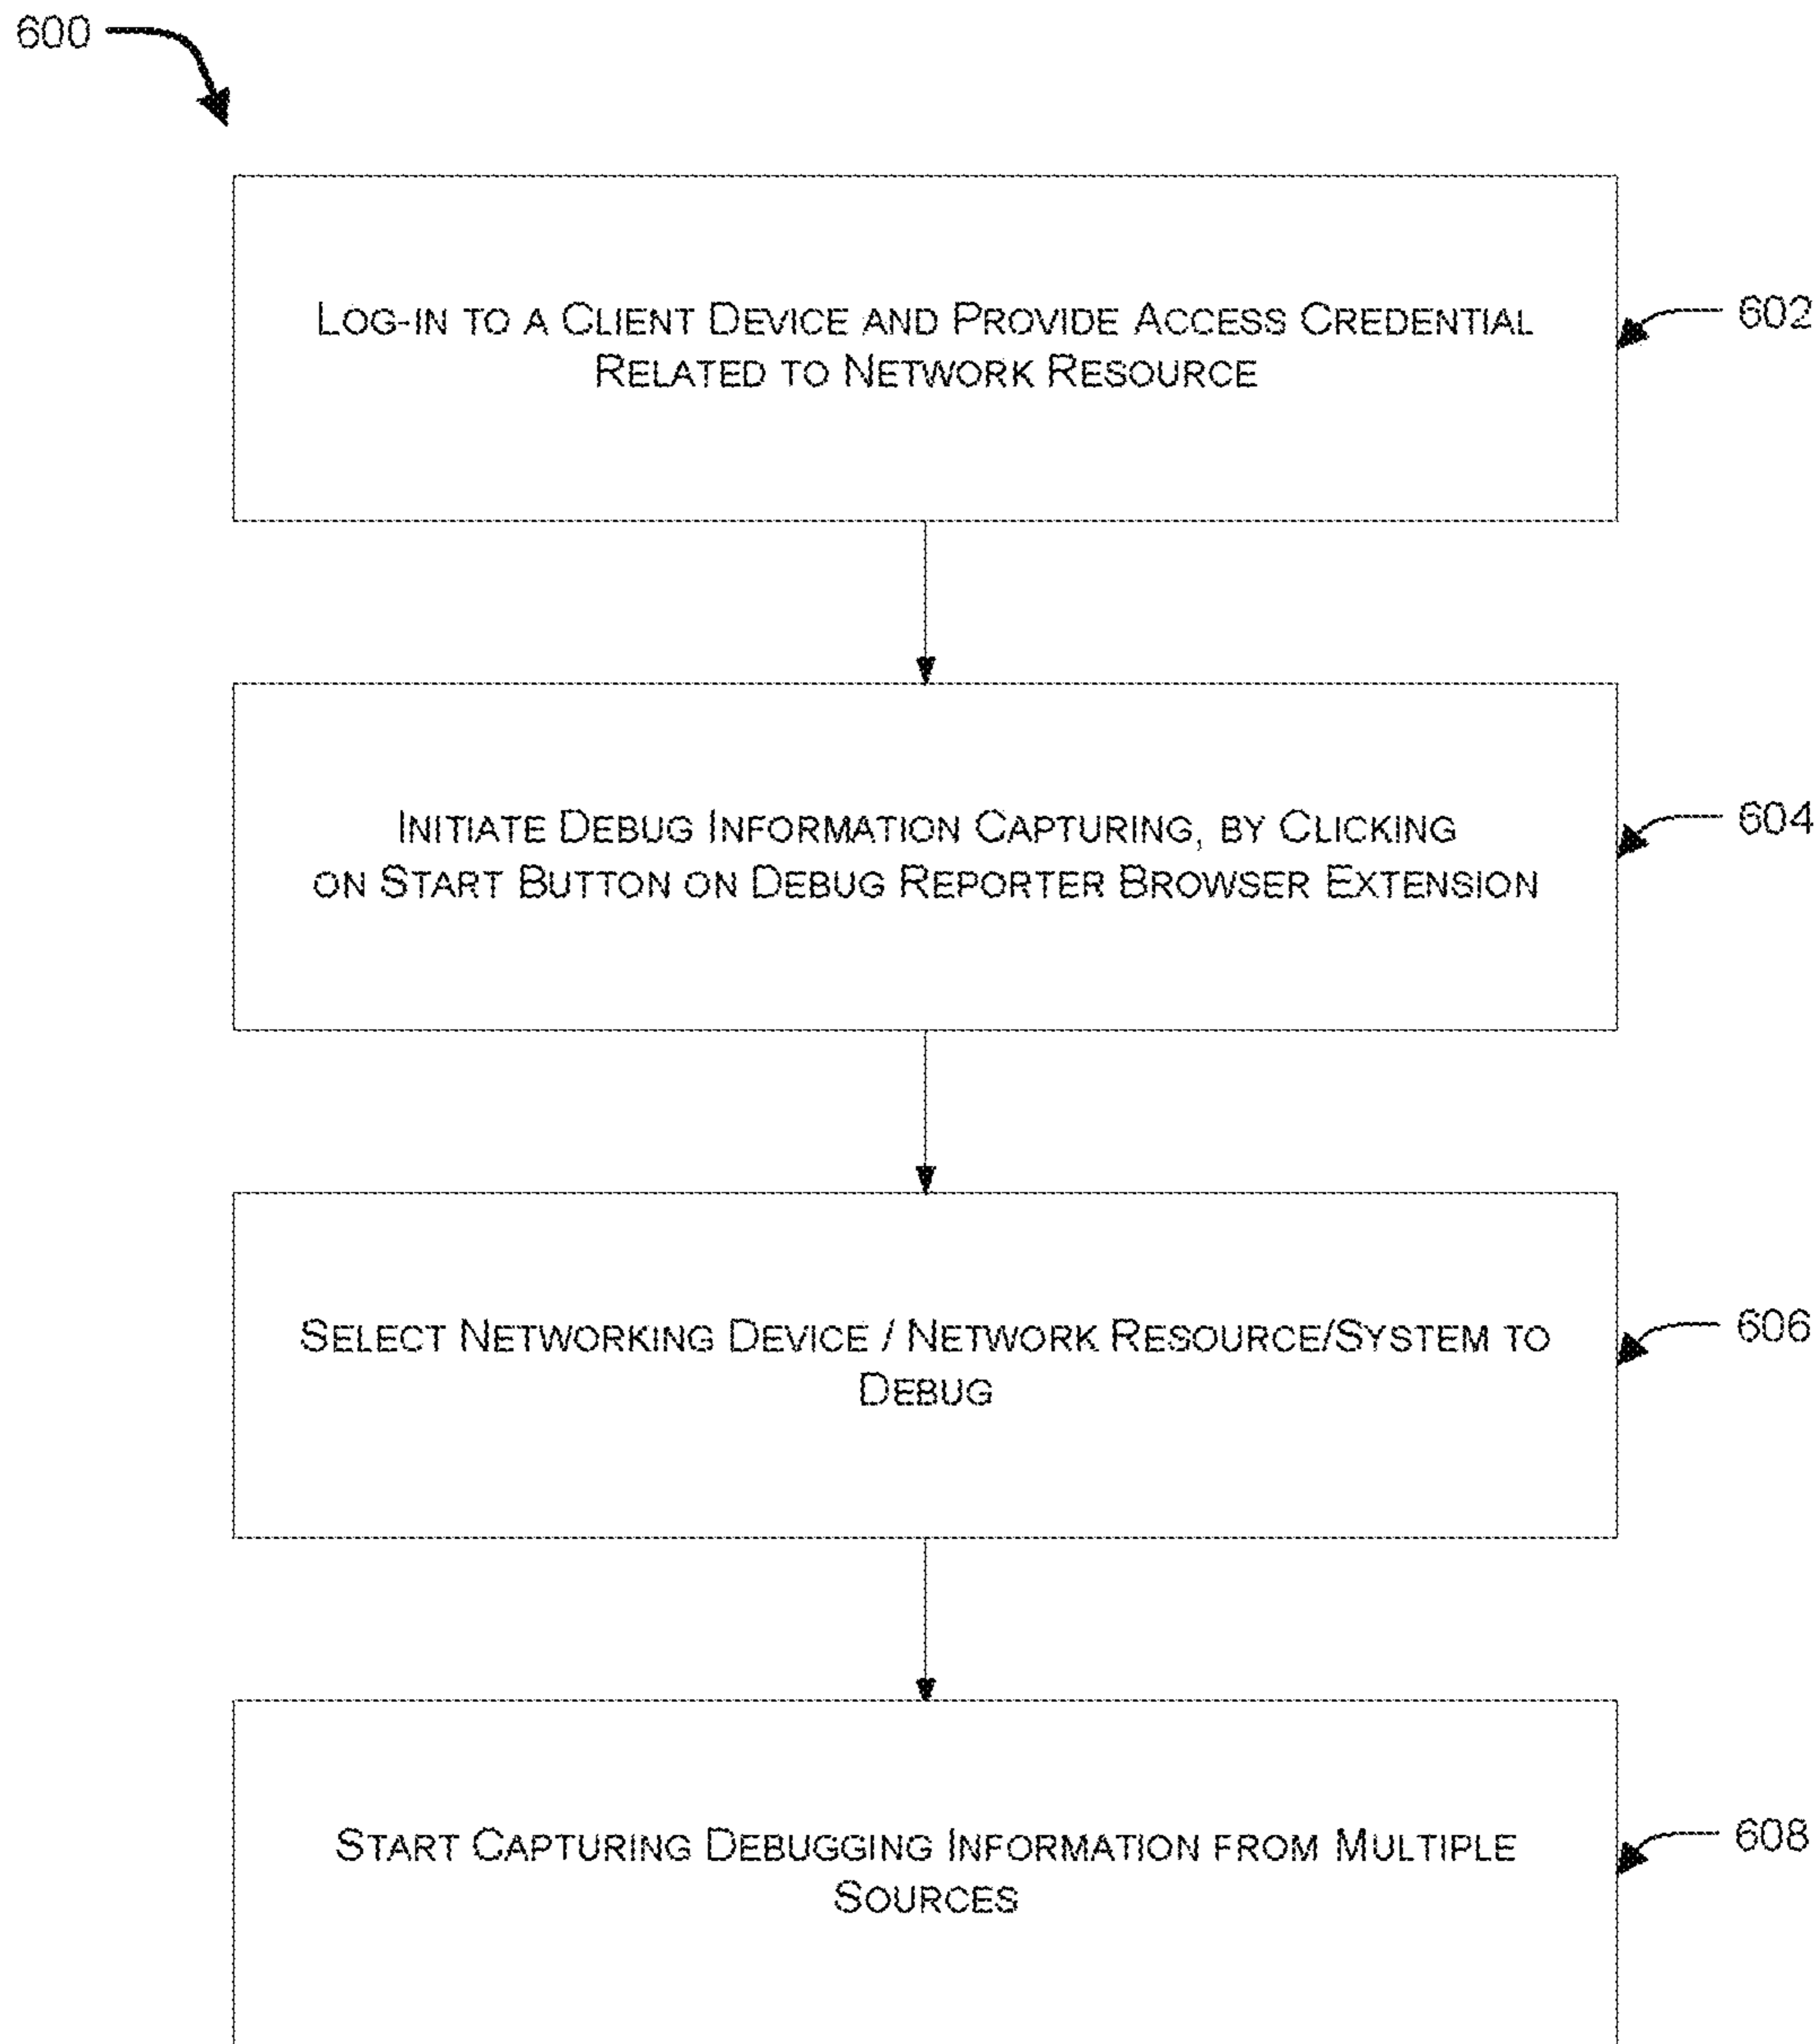 600
LOG-IN TO A CLIENT DEVICE AND PROVIDE ACCESS CREDENTIAL
RELATED TO NETWORK RESOURCE
602
INITIATE DEBUG INFORMATION CAPTURING, BY CLICKING
ON START BUTTON ON DEBUG REPORTER BROWSER EXTENSION
604
SELECT NETWORKING DEVICE / NETWORK RESOURCE/SYSTEM TO
DEBUG
606
START CAPTURING DEBUGGING INFORMATION FROM MULTIPLE
SOURCES
608